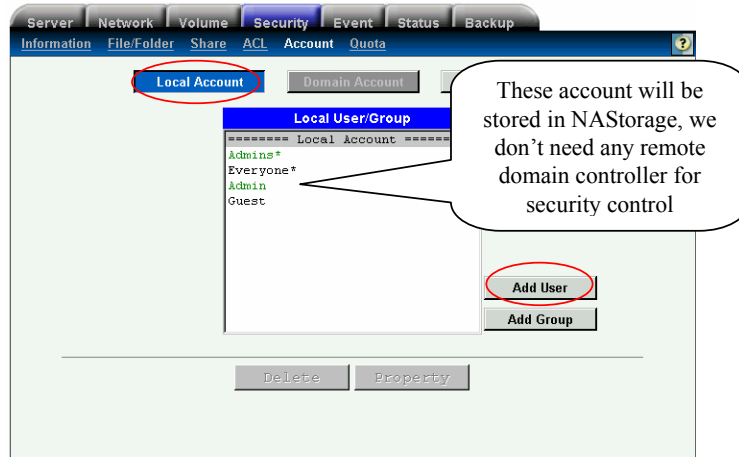 Server Network Volume Security Event Status Backup
Information File/Folder Share ACL Account Quota ?
Local Account Domain Account
These account will be
stored in NAStorage, we
don't need any remote
domain controller for
security control
Local User/Group
======== Local Account ======
Admins*
Everyone*
Admin
Guest
Add User
Add Group
Delete Property